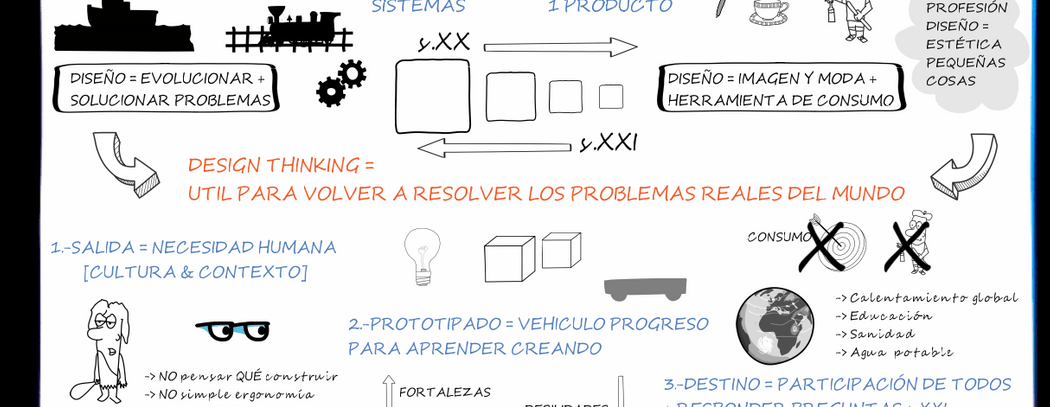 SISTEMAS
1 PRODUCTO
PROFESIÓN
DISEÑO =
ESTÉTICA
PEQUEÑAS
COSAS
s.XX
DISEÑO = EVOLUCIONAR +
SOLUCIONAR PROBLEMAS
DISEÑO = IMAGEN Y MODA +
HERRAMIENTA DE CONSUMO
s.XXI
DESIGN THINKING =
UTIL PARA VOLVER A RESOLVER LOS PROBLEMAS REALES DEL MUNDO
1.-SALIDA = NECESIDAD HUMANA
[CULTURA & CONTEXTO]
CONSUMO
-> Calentamiento global
-> Educación
-> Sanidad
-> Agua potable
2.-PROTOTIPADO = VEHICULO PROGRESO
PARA APRENDER CREANDO
-> NO pensar QUÉ construir
-> NO simple ergonomía
FORTALEZAS
DEBILIDADES
3.-DESTINO = PARTICIPACIÓN DE TODOS